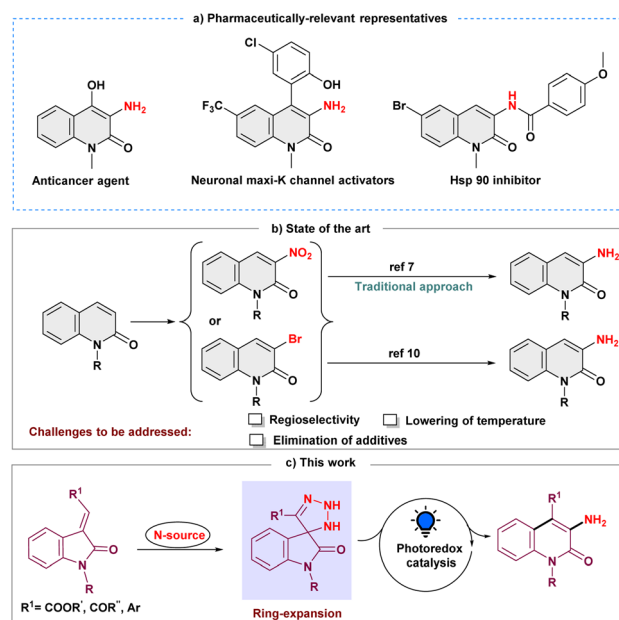 a) Pharmaceutically-relevant representatives
Cl
OH
OH
NH2
F3C
NH2
Br
H
N
O
O
N
O
N
O
N
O
Anticancer agent
Neuronal maxi-K channel activators
Hsp 90 inhibitor
b) State of the art
NO2
N
O
R
ref 7
Traditional approach
NH2
N
O
R
N
O
R
or
Br
N
O
R
ref 10
NH2
N
O
R
Challenges to be addressed:
Regioselectivity
Lowering of temperature
Elimination of additives
c) This work
R1
O
N
R
N-source
N
NH
R1
NH
O
N
R
Photoredox
catalysis
R1
NH2
N
O
R
R1= COOR', COR'', Ar
Ring-expansion